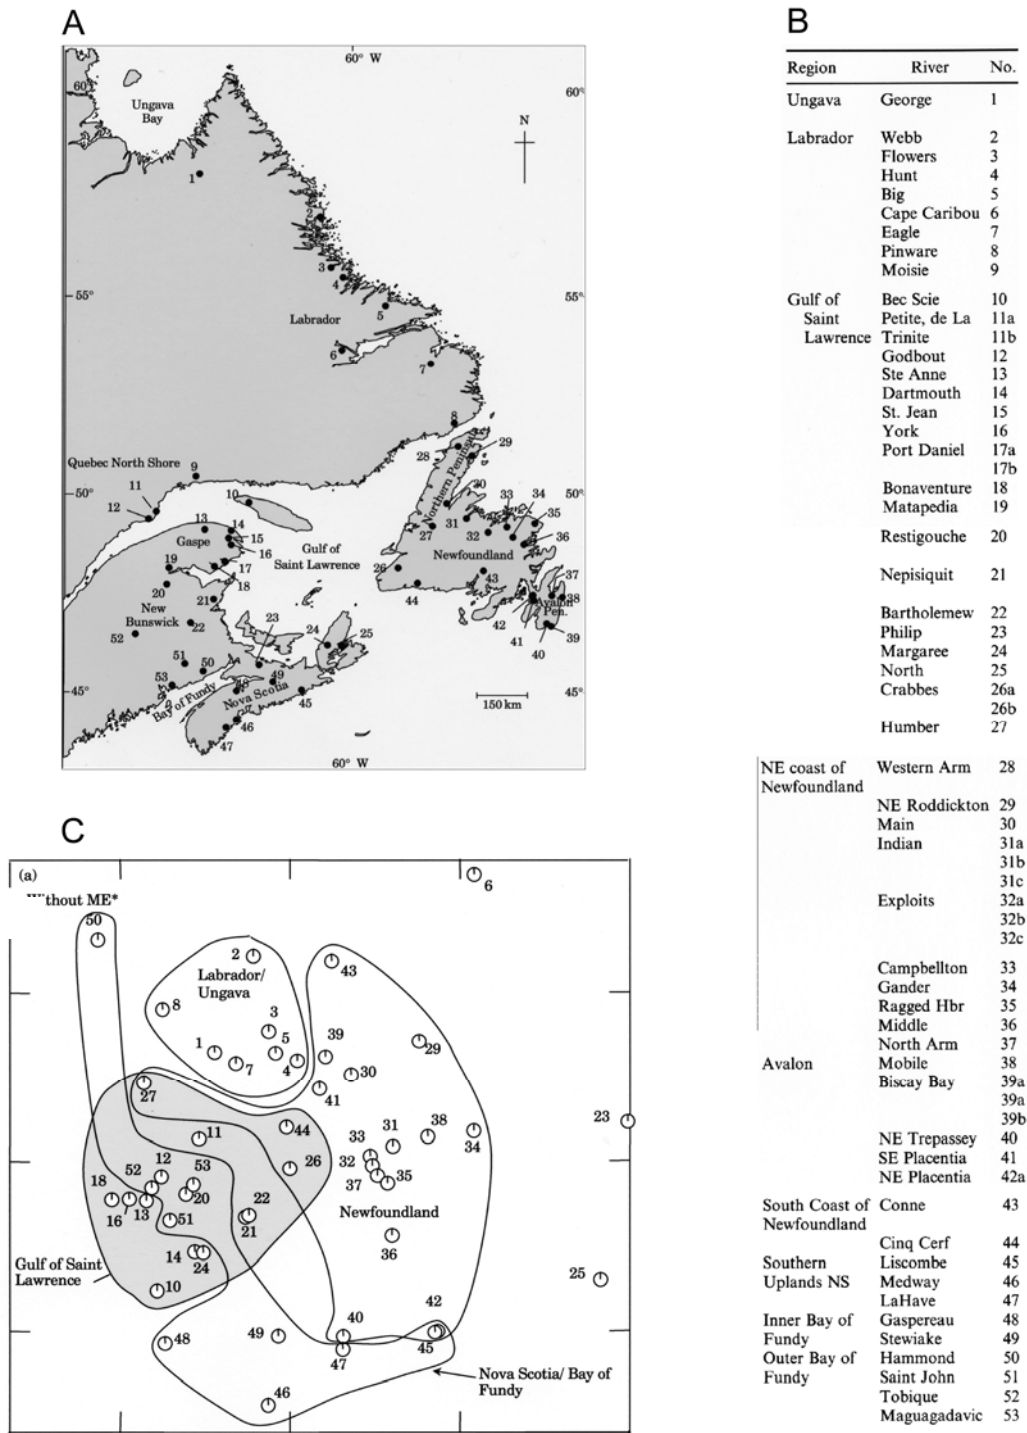 A
60° W
60°
60°
Ungava
Bay
N
1
2
3
4
55°
55°
5
Labrador
6
7
8
28
29
Northern Peninsula
Quebec North Shore
9
30
50°
50°
11
10
33
34
12
31
35
13
14
27
32
36
Gaspe
15
16
Gulf of
Saint Lawrence
Newfoundland
19
17
26
37
43
20
18
44
38
New
Bunswick
21
Avalon
Pen.
42
22
23
41
39
52
24
25
40
51
50
53
49
48
45°
45°
Bay of Fundy
Nova Scotia
45
150 km
46
47
60° W
B
Region River No.
Ungava George 1
Labrador Webb 2
Flowers 3
Hunt 4
Big 5
Cape Caribou 6
Eagle 7
Pinware 8
Moisie 9
Gulf of Bec Scie 10
Saint Petite, de La 11a
Lawrence Trinite 11b
Godbout 12
Ste Anne 13
Dartmouth 14
St. Jean 15
York 16
Port Daniel 17a
17b
Bonaventure 18
Matapedia 19
Restigouche 20
Nepisiquit 21
Bartholemew 22
Philip 23
Margaree 24
North 25
Crabbes 26a
26b
Humber 27
NE coast of Western Arm 28
Newfoundland
NE Roddickton 29
Main 30
Indian 31a
31b
31c
Exploits 32a
32b
32c
Campbellton 33
Gander 34
Ragged Hbr 35
Middle 36
North Arm 37
Avalon Mobile 38
Biscay Bay 39a
39a
39b
NE Trepassey 40
SE Placentia 41
NE Placentia 42a
South Coast of Conne 43
Newfoundland
Cinq Cerf 44
Southern Liscombe 45
Uplands NS Medway 46
LaHave 47
Inner Bay of Gaspereau 48
Fundy Stewiake 49
Outer Bay of Hammond 50
Fundy Saint John 51
Tobique 52
Maguagadavic 53
C
(a)
Without ME*
6
50
2
43
Labrador/
Ungava
8
3
39
1
5
29
7
4
30
27
41
23
11
44
31
38
34
33
12
53
26
32
52
18
35
37
16
13
20
22
Newfoundland
51
21
36
14
24
Gulf of Saint
Lawrence
10
25
42
40
48
49
45
47
Nova Scotia/ Bay of
Fundy
46